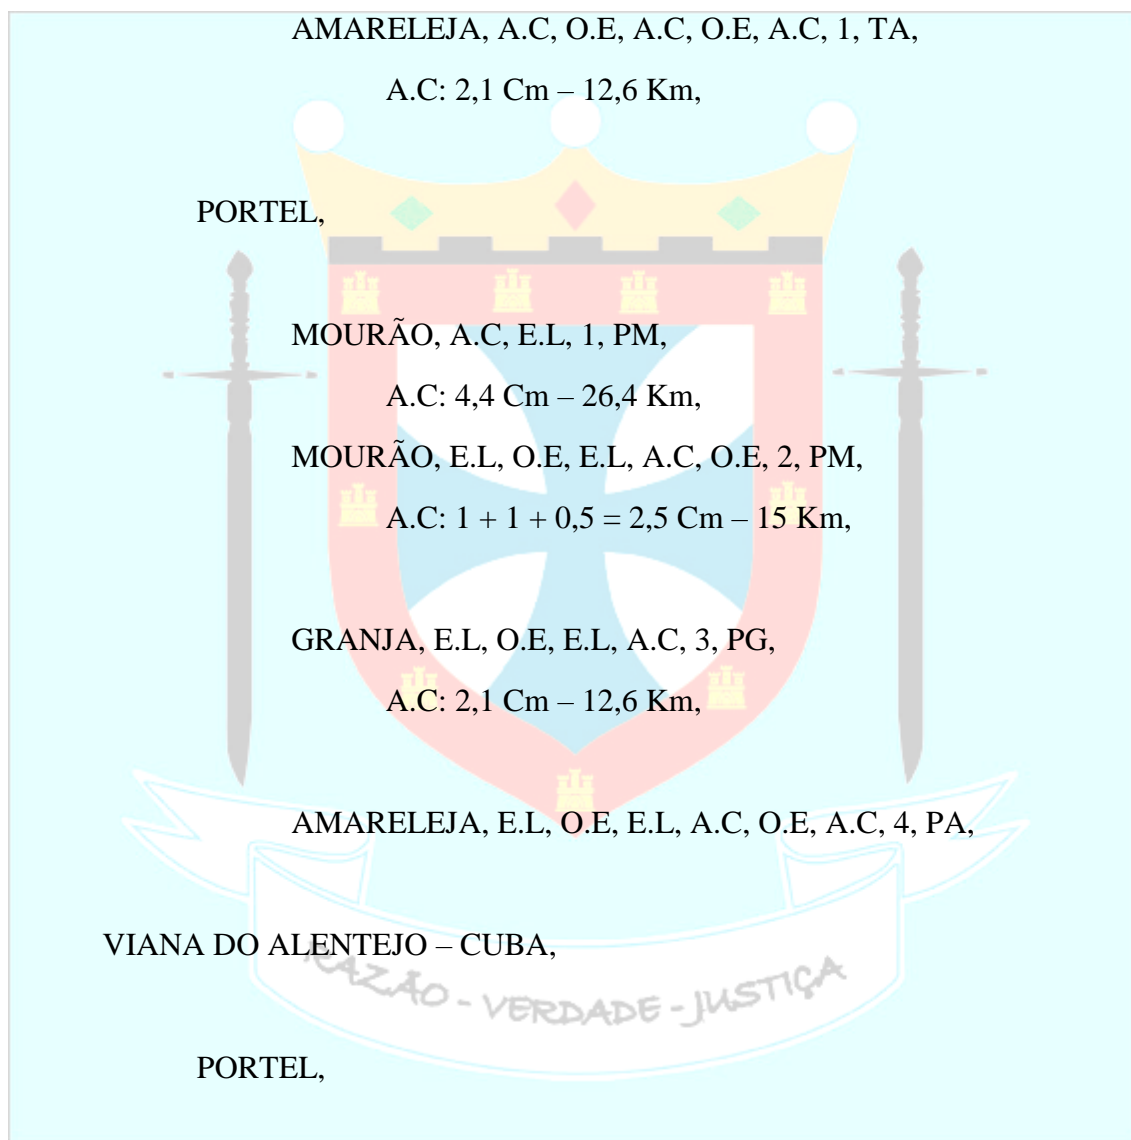 AMARELEJA, A.C, O.E, A.C, O.E, A.C, 1, TA,
A.C: 2,1 Cm – 12,6 Km,
PORTEL,
MOURÃO, A.C, E.L, 1, PM,
A.C: 4,4 Cm – 26,4 Km,
MOURÃO, E.L, O.E, E.L, A.C, O.E, 2, PM,
A.C: 1 + 1 + 0,5 = 2,5 Cm – 15 Km,
GRANJA, E.L, O.E, E.L, A.C, 3, PG,
A.C: 2,1 Cm – 12,6 Km,
AMARELEJA, E.L, O.E, E.L, A.C, O.E, A.C, 4, PA,
VIANA DO ALENTEJO – CUBA,
RAZÃO - VERDADE - JUSTIÇA
PORTEL,